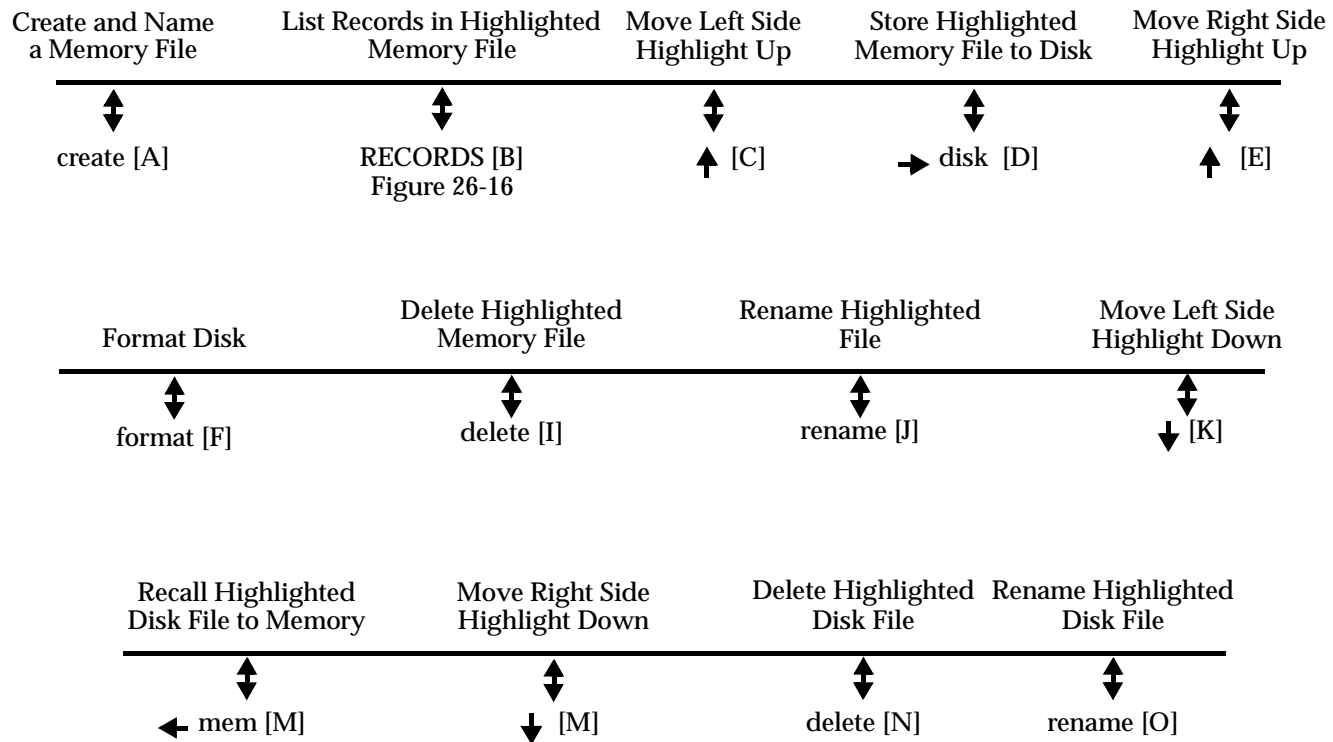 Create and Name
a Memory File
List Records in Highlighted
Memory File
Move Left Side
Highlight Up
Store Highlighted
Memory File to Disk
Move Right Side
Highlight Up
create [A]
RECORDS [B]
Figure 26-16
[C]
disk [D]
[E]
Format Disk
Delete Highlighted
Memory File
Rename Highlighted
File
Move Left Side
Highlight Down
format [F]
delete [I]
rename [J]
[K]
Recall Highlighted
Disk File to Memory
Move Right Side
Highlight Down
Delete Highlighted
Disk File
Rename Highlighted
Disk File
mem [M]
[M]
delete [N]
rename [O]